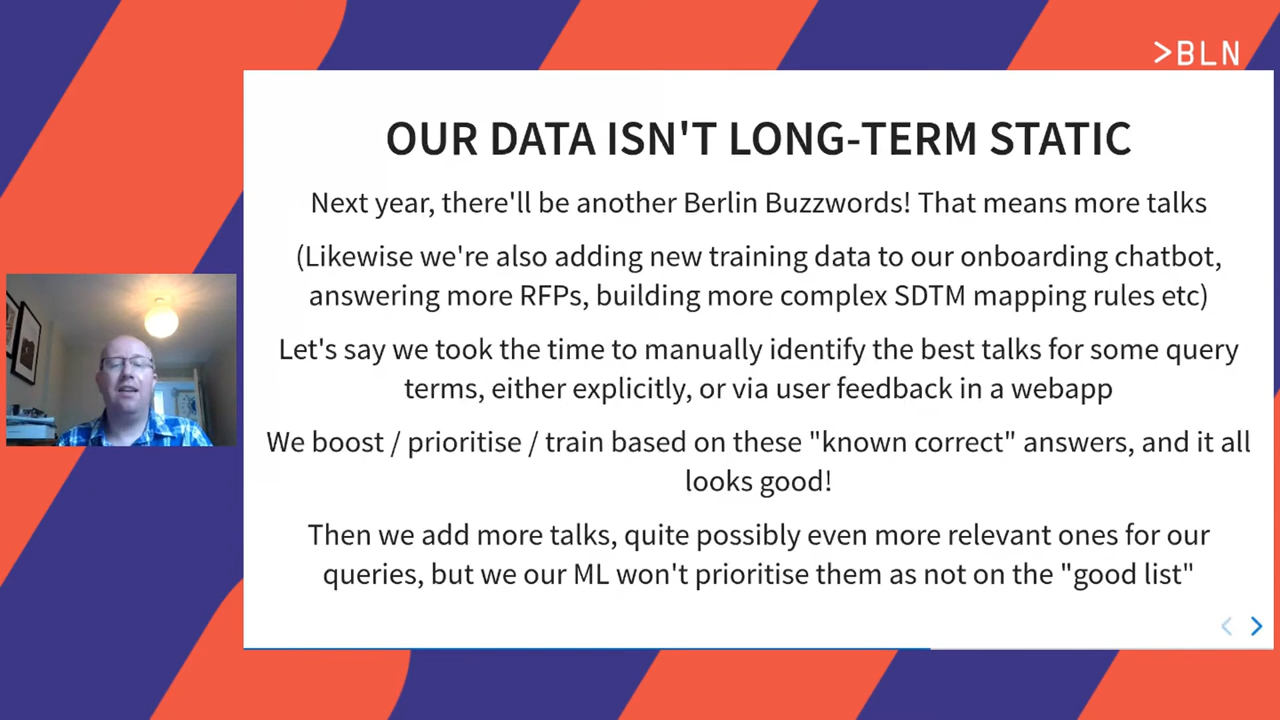 >BLN
OUR DATA ISN'T LONG-TERM STATIC
Next year, there'll be another Berlin Buzzwords! That means more talks
(Likewise we're also adding new training data to our onboarding chatbot,
answering more RFPs, building more complex SDTM mapping rules etc)
Let's say we took the time to manually identify the best talks for some query
terms, either explicitly, or via user feedback in a webapp
We boost / prioritise / train based on these "known correct" answers, and it all
looks good!
Then we add more talks, quite possibly even more relevant ones for our
queries, but we our ML won't prioritise them as not on the "good list"